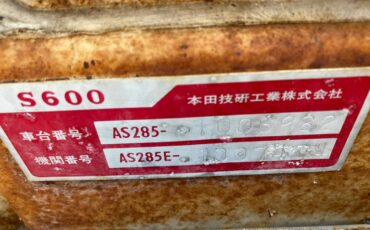 S600 本田技研工業株式会社
車台番号 AS285-
機関番号 AS285E-